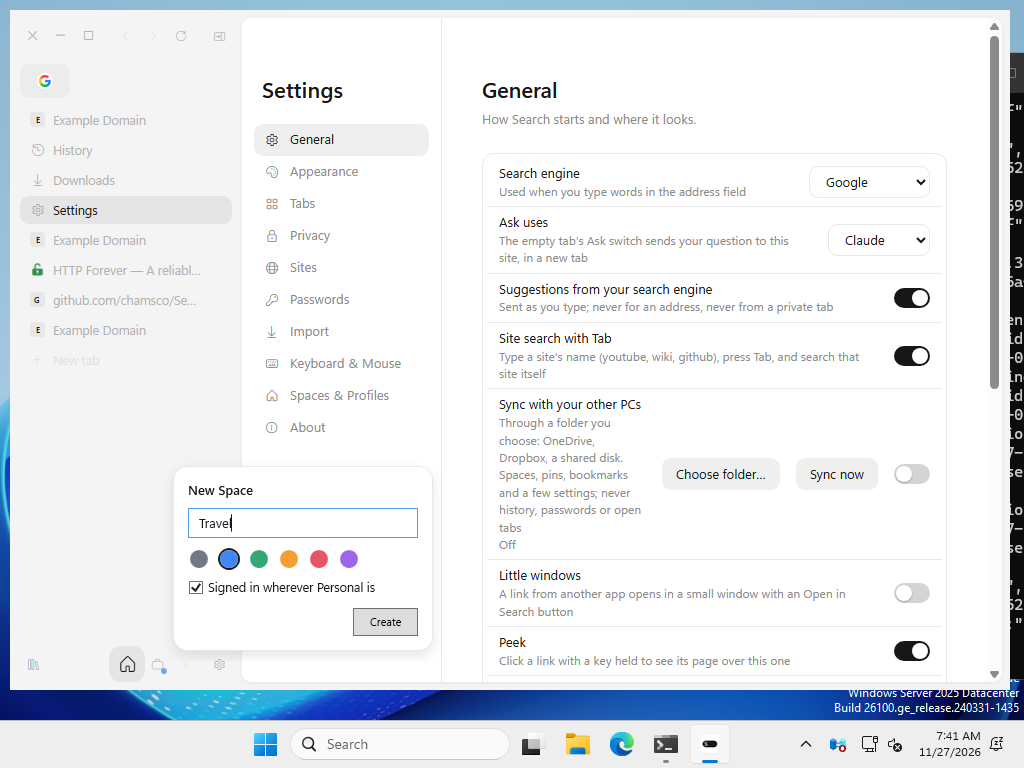 Settings
General
Appearance
Tabs
Privacy
Sites
Passwords
Import
Keyboard & Mouse
Spaces & Profiles
About
E Example Domain
History
Downloads
Settings
E Example Domain
HTTP Forever — A reliabl...
G github.com/chamsco/Se...
E Example Domain
New tab
General
How Search starts and where it looks.
Search engine
Used when you type words in the address field
Google
Ask uses
The empty tab's Ask switch sends your question to this
site, in a new tab
Claude
Suggestions from your search engine
Sent as you type; never for an address, never from a private tab
Site search with Tab
Type a site's name (youtube, wiki, github), press Tab, and search that
site itself
Sync with your other PCs
Through a folder you
choose: OneDrive,
Dropbox, a shared disk.
Spaces, pins, bookmarks
and a few settings; never
history, passwords or open
tabs
Off
Choose folder...
Sync now
Little windows
A link from another app opens in a small window with an Open in
Search button
Peek
Click a link with a key held to see its page over this one
New Space
Travel
Signed in wherever Personal is
Create
Windows Server 2025 Datacenter
Build 26100.ge_release.240331-1435
Search
7:41 AM
11/27/2026